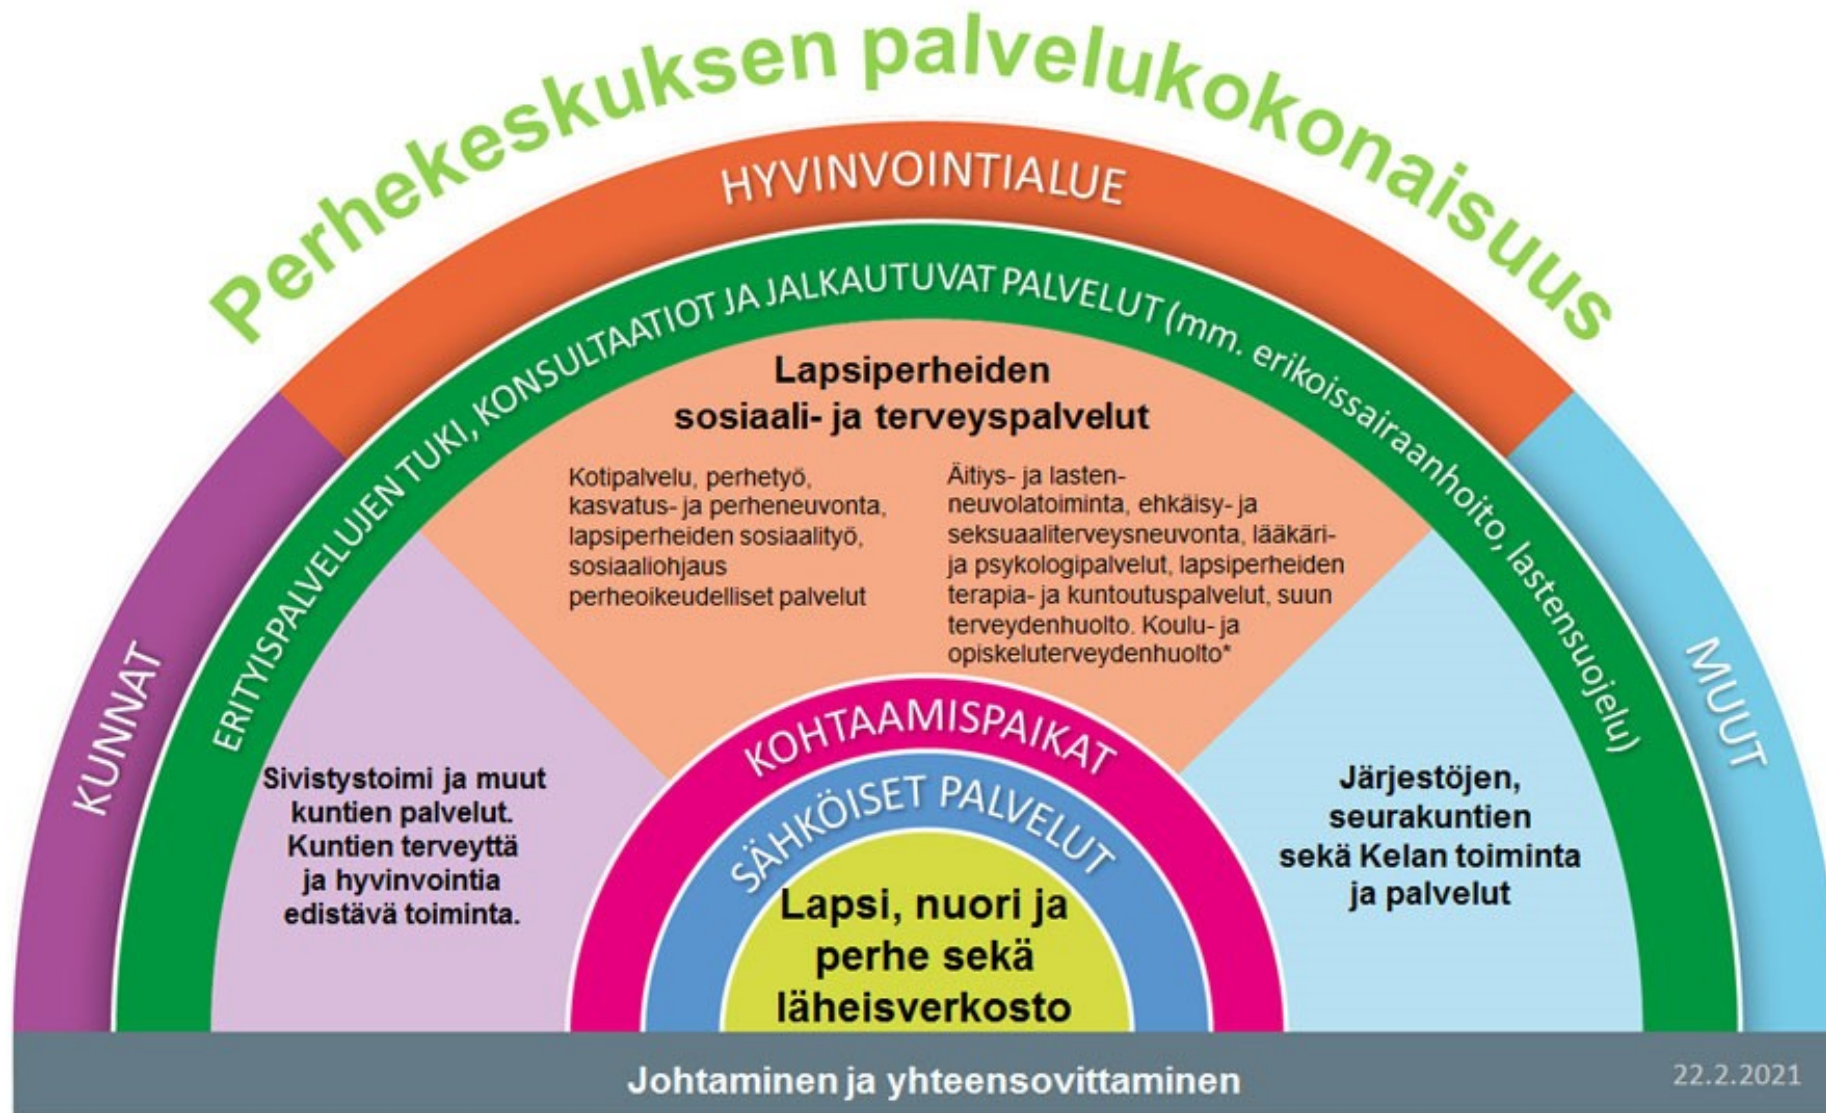 Perhekeskuksen palvelukokonaisuus
HYVINVOINTIALUE
KUNNAT
MUUT
ERITYISPALVELUJEN TUKI, KONSULTAATIOT JA JALKAUTUVAT PALVELUT (mm. erikoissairaanhoito, lastensuojelu)
Lapsiperheiden
sosiaali- ja terveyspalvelut
Kotipalvelu, perhetyö,
kasvatus- ja perheneuvonta,
lapsiperheiden sosiaalityö,
sosiaaliohjaus
perheoikeudelliset palvelut
Äitiys- ja lasten-
neuvolatoiminta, ehkäisy- ja
seksuaaliterveysneuvonta, lääkäri-
ja psykologipalvelut, lapsiperheiden
terapia- ja kuntoutuspalvelut, suun
terveydenhuolto. Koulu- ja
opiskeluterveydenhuolto*
Sivistystoimi ja muut
kuntien palvelut.
Kuntien terveyttä
ja hyvinvointia
edistävä toiminta.
Järjestöjen,
seurakuntien
sekä Kelan toiminta
ja palvelut
KOHTAAMISPAIKAT
SÄHKÖISET PALVELUT
Lapsi, nuori ja
perhe sekä
läheisverkosto
Johtaminen ja yhteensovittaminen
22.2.2021